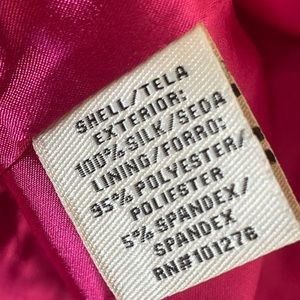 SHELL/TELA
EXTERIOR:
100% SILK/SEDA
LINING/FORRO:
95% POLYESTER/
POLIESTER
5% SPANDEX/
SPANDEX
RN#101276